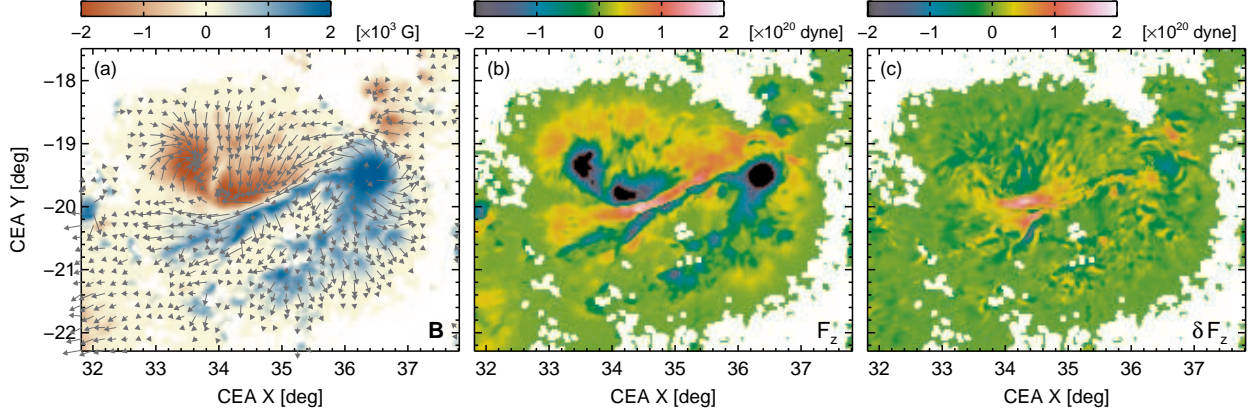 −2 −1 0 1 2 [×10³ G]
−2 −1 0 1 2 [×10²⁰ dyne]
−2 −1 0 1 2 [×10²⁰ dyne]
(a) (b) (c)
−18
−19
−20
−21
−22
CEA Y [deg]
B F_z δF_z
32 33 34 35 36 37
32 33 34 35 36 37
32 33 34 35 36 37
CEA X [deg] CEA X [deg] CEA X [deg]